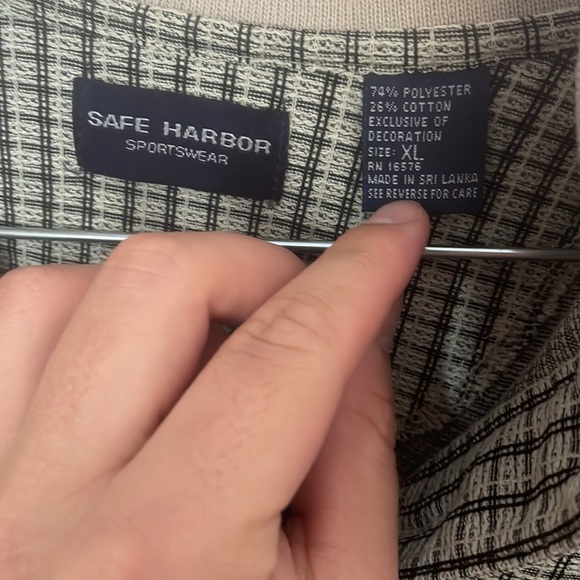 SAFE HARBOR
SPORTSWEAR
74% POLYESTER
26% COTTON
EXCLUSIVE OF
DECORATION
SIZE: XL
RN 16576
MADE IN SRI LANKA
SEE REVERSE FOR CARE